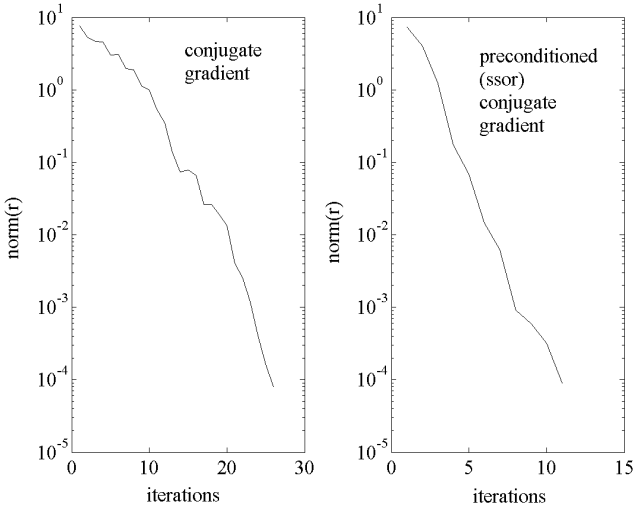 conjugate
gradient
10^1
10^0
10^-1
10^-2
10^-3
10^-4
10^-5
norm(r)
0
10
20
30
iterations
preconditioned
(ssor)
conjugate
gradient
10^1
10^0
10^-1
10^-2
10^-3
10^-4
10^-5
norm(r)
0
5
10
15
iterations